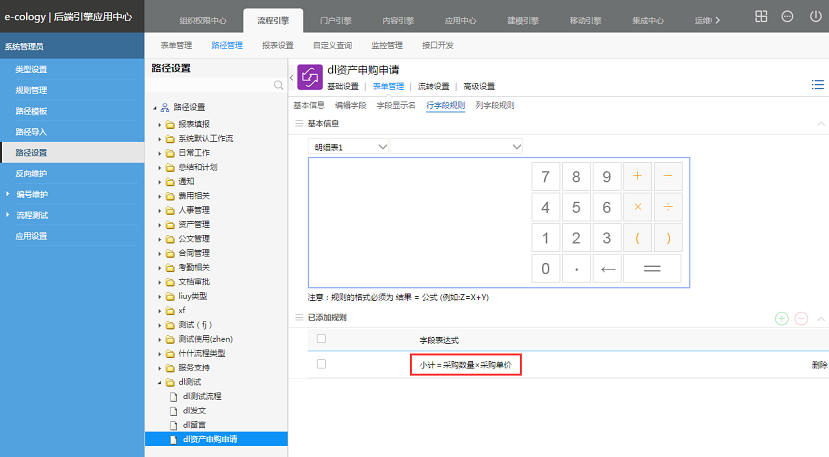 e-cology | 后端引擎应用中心
组织权限中心 流程引擎 门户引擎 内容引擎 应用中心 建模引擎 移动引擎 集成中心 运维中
系统管理员
表单管理 路径管理 报表设置 自定义查询 监控管理 接口开发
类型设置
规则管理
路径模板
路径导入
路径设置
反向维护
编号维护
流程测试
应用设置
路径设置
路径设置
报表填报
系统默认工作流
日常工作
总结和计划
通知
费用相关
人事管理
资产管理
公文管理
合同管理
考勤相关
文档审批
liuy类型
xf
测试（fj）
测试使用(zhen)
什什流程类型
服务支持
dl测试
dl测试流程
dl发文
dl留言
dl资产申购申请
dl资产申购申请
基础设置 | 表单管理 | 流转设置 | 高级设置
基本信息 编辑字段 字段显示名 行字段规则 列字段规则
基本信息
明细表1
7 8 9 + −
4 5 6 × ÷
1 2 3 ( )
0 · ← =
注意：规则的格式必须为 结果 = 公式 (例如:Z=X+Y)
已添加规则
字段表达式
小计＝采购数量×采购单价 删除